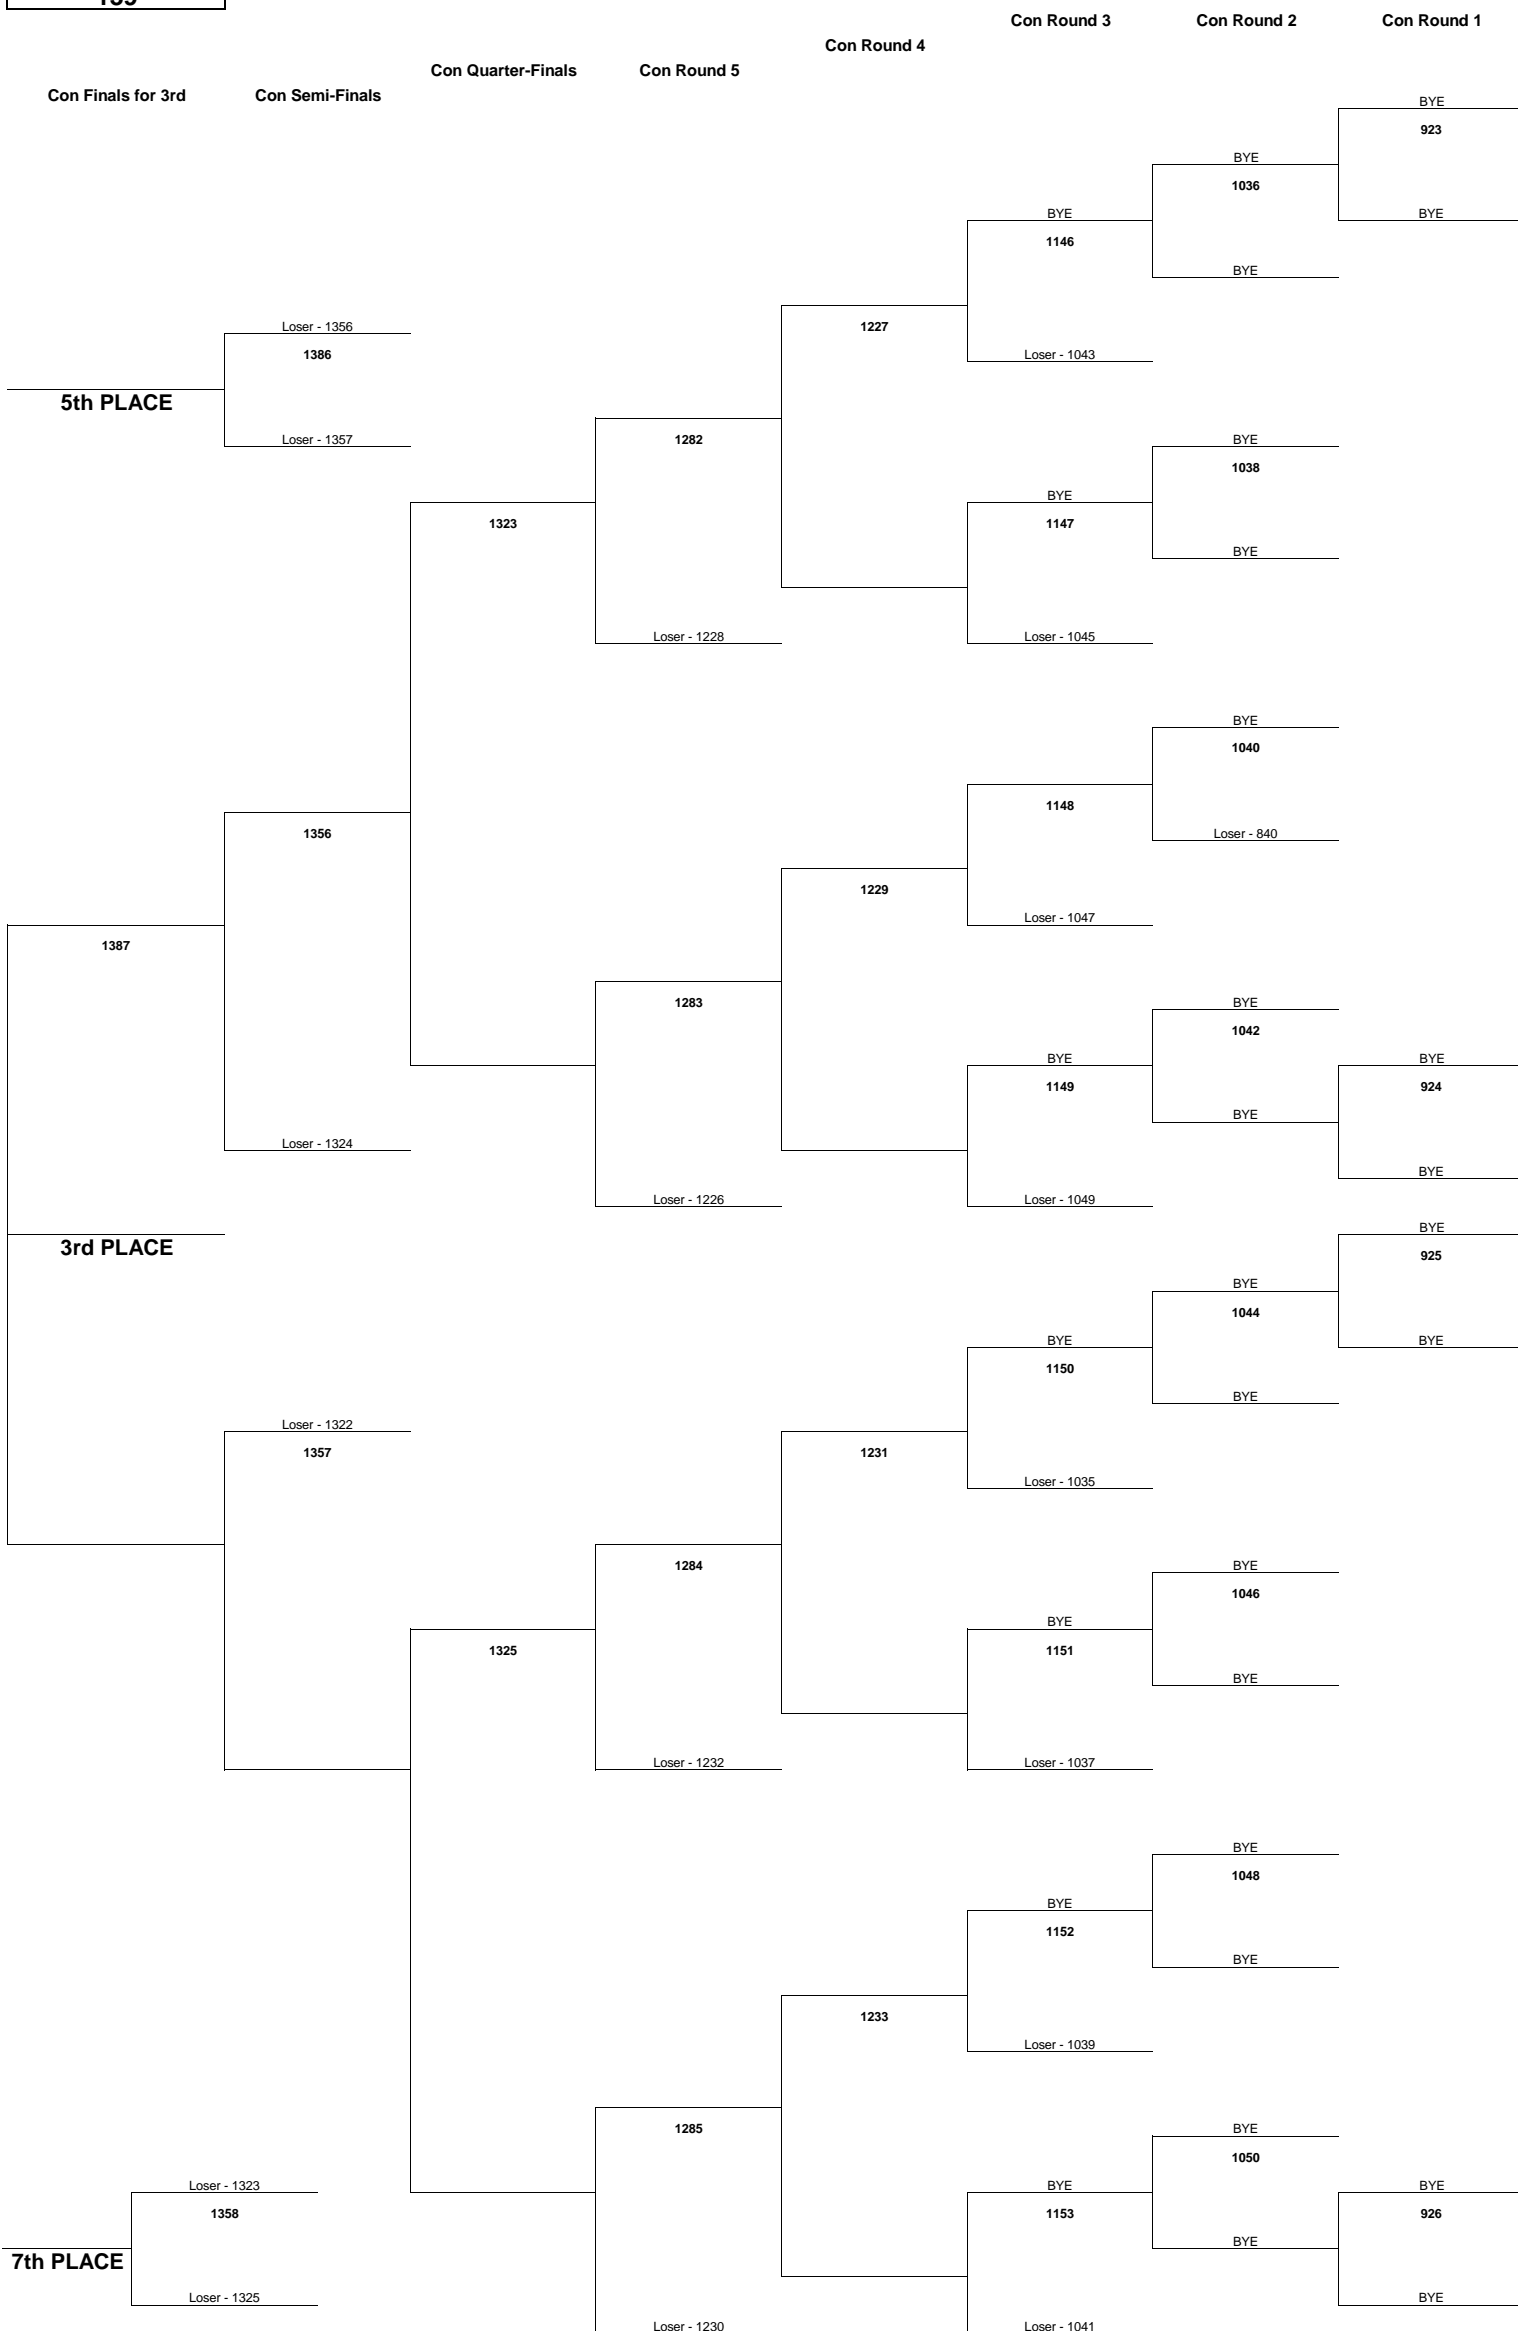 Con Round 3 Con Round 2 Con Round 1
Con Round 4
Con Quarter-Finals Con Round 5
Con Finals for 3rd Con Semi-Finals
BYE
923
BYE
1036
BYE BYE
1146
BYE
Loser - 1356 1227
1386 Loser - 1043
5th PLACE
Loser - 1357 1282 BYE
1038
BYE
1323 1147
BYE
Loser - 1228 Loser - 1045
BYE
1040
1148
1356 Loser - 840
1229
Loser - 1047
1387
1283 BYE
1042
BYE BYE
1149 924
BYE
Loser - 1324
BYE
Loser - 1226 Loser - 1049
BYE
3rd PLACE
925
BYE
1044
BYE BYE
1150
BYE
Loser - 1322
1357 1231
Loser - 1035
1284 BYE
1046
BYE
1325 1151
BYE
Loser - 1232 Loser - 1037
BYE
1048
BYE
1152
BYE
1233
Loser - 1039
1285 BYE
1050
Loser - 1323 BYE BYE
1358 1153 926
BYE
7th PLACE
Loser - 1325 BYE
Loser - 1230 Loser - 1041